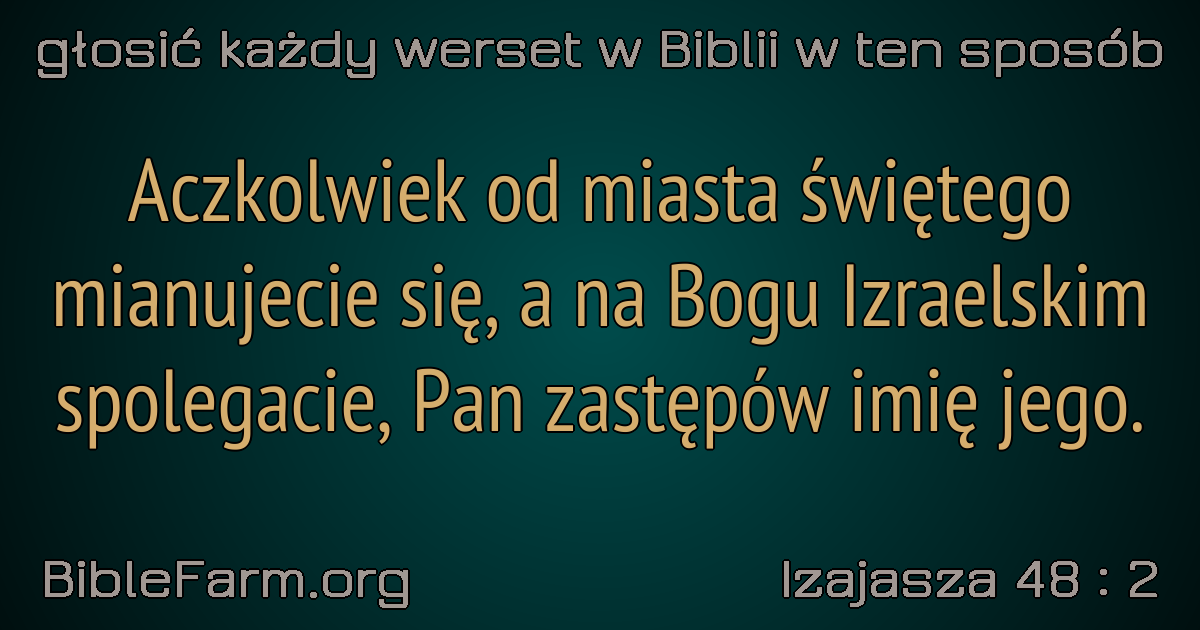 głosić każdy werset w Biblii w ten sposób
Aczkolwiek od miasta świętego
mianujecie się, a na Bogu Izraelskim
spolegacie, Pan zastępów imię jego.
BibleFarm.org
Izajasza 48 : 2